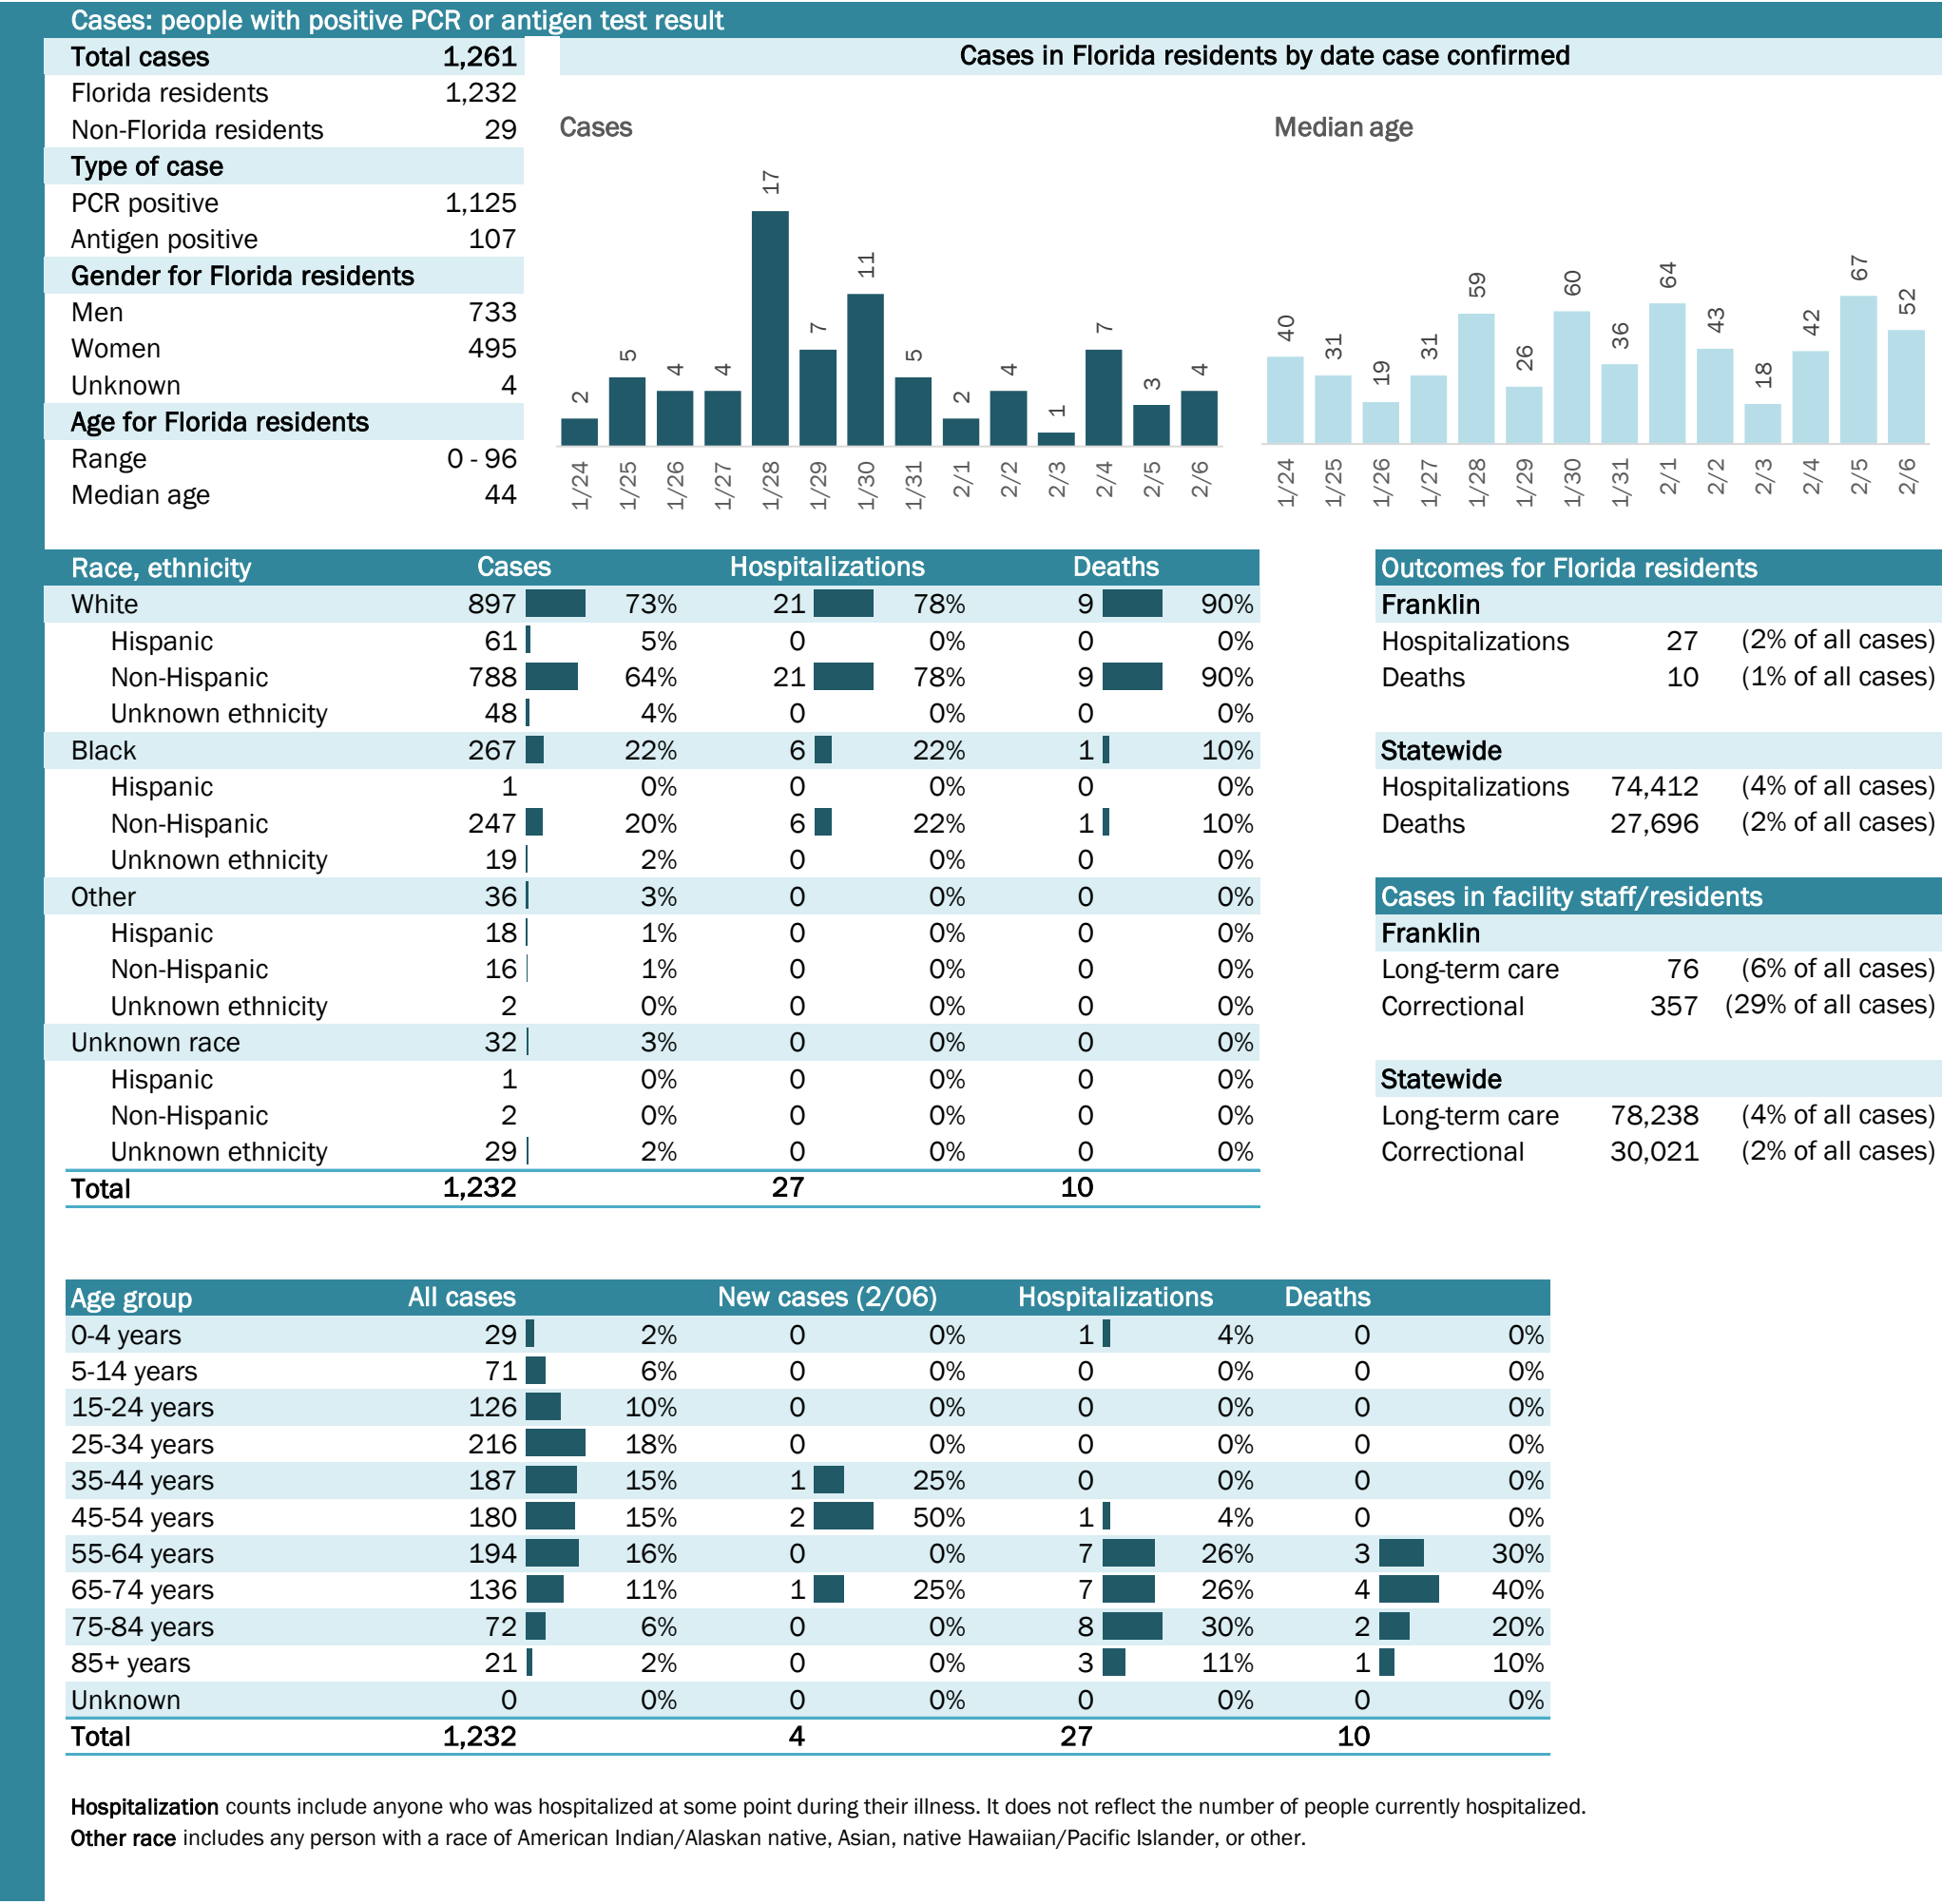 Cases: people with positive PCR or antigen test result
Total cases 1,261
Florida residents 1,232
Non-Florida residents 29
Type of case
PCR positive 1,125
Antigen positive 107
Gender for Florida residents
Men 733
Women 495
Unknown 4
Age for Florida residents
Range 0 - 96
Median age 44
Cases in Florida residents by date case confirmed
Cases
2 5 4 4 17 7 11 5 2 4 1 7 3 4
1/24 1/25 1/26 1/27 1/28 1/29 1/30 1/31 2/1 2/2 2/3 2/4 2/5 2/6
Median age
40 31 19 31 59 26 60 36 64 43 18 42 67 52
1/24 1/25 1/26 1/27 1/28 1/29 1/30 1/31 2/1 2/2 2/3 2/4 2/5 2/6
Race, ethnicity Cases Hospitalizations Deaths
White 897 73% 21 78% 9 90%
Hispanic 61 5% 0 0% 0 0%
Non-Hispanic 788 64% 21 78% 9 90%
Unknown ethnicity 48 4% 0 0% 0 0%
Black 267 22% 6 22% 1 10%
Hispanic 1 0% 0 0% 0 0%
Non-Hispanic 247 20% 6 22% 1 10%
Unknown ethnicity 19 2% 0 0% 0 0%
Other 36 3% 0 0% 0 0%
Hispanic 18 1% 0 0% 0 0%
Non-Hispanic 16 1% 0 0% 0 0%
Unknown ethnicity 2 0% 0 0% 0 0%
Unknown race 32 3% 0 0% 0 0%
Hispanic 1 0% 0 0% 0 0%
Non-Hispanic 2 0% 0 0% 0 0%
Unknown ethnicity 29 2% 0 0% 0 0%
Total 1,232 27 10
Outcomes for Florida residents
Franklin
Hospitalizations 27 (2% of all cases)
Deaths 10 (1% of all cases)
Statewide
Hospitalizations 74,412 (4% of all cases)
Deaths 27,696 (2% of all cases)
Cases in facility staff/residents
Franklin
Long-term care 76 (6% of all cases)
Correctional 357 (29% of all cases)
Statewide
Long-term care 78,238 (4% of all cases)
Correctional 30,021 (2% of all cases)
Age group All cases New cases (2/06) Hospitalizations Deaths
0-4 years 29 2% 0 0% 1 4% 0 0%
5-14 years 71 6% 0 0% 0 0% 0 0%
15-24 years 126 10% 0 0% 0 0% 0 0%
25-34 years 216 18% 0 0% 0 0% 0 0%
35-44 years 187 15% 1 25% 0 0% 0 0%
45-54 years 180 15% 2 50% 1 4% 0 0%
55-64 years 194 16% 0 0% 7 26% 3 30%
65-74 years 136 11% 1 25% 7 26% 4 40%
75-84 years 72 6% 0 0% 8 30% 2 20%
85+ years 21 2% 0 0% 3 11% 1 10%
Unknown 0 0% 0 0% 0 0% 0 0%
Total 1,232 4 27 10
Hospitalization counts include anyone who was hospitalized at some point during their illness. It does not reflect the number of people currently hospitalized.
Other race includes any person with a race of American Indian/Alaskan native, Asian, native Hawaiian/Pacific Islander, or other.